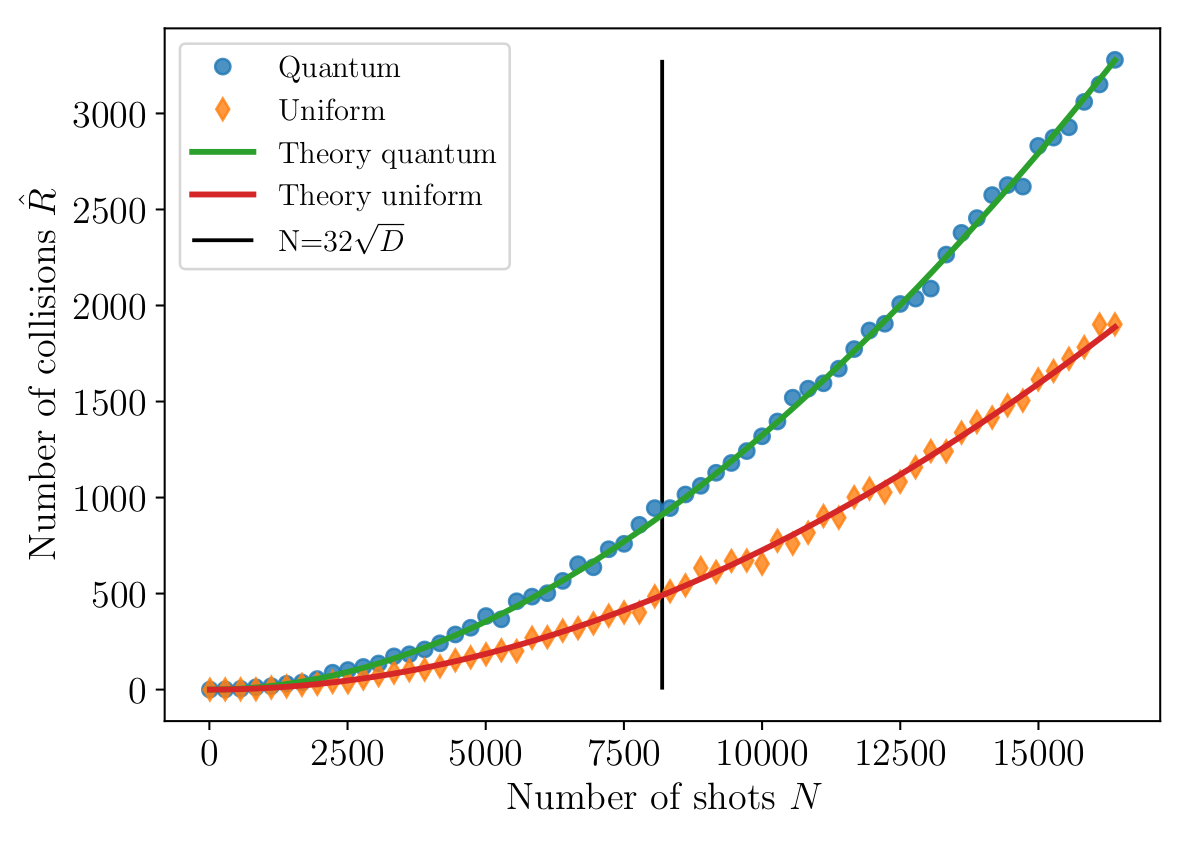 Quantum
Uniform
Theory quantum
Theory uniform
N=32√D
Number of collisions R̂
3000
2500
2000
1500
1000
500
0
0 2500 5000 7500 10000 12500 15000
Number of shots N